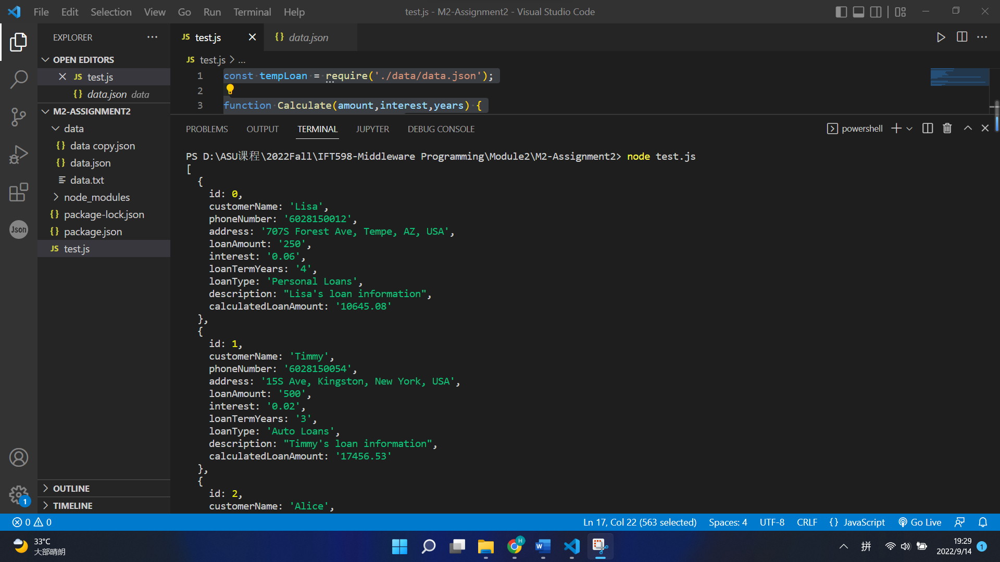 File Edit Selection View Go Run Terminal Help
test.js - M2-Assignment2 - Visual Studio Code
EXPLORER
OPEN EDITORS
JS test.js
{} data.json data
M2-ASSIGNMENT2
data
{} data copy.json
{} data.json
data.txt
node_modules
{} package-lock.json
{} package.json
JS test.js
Json
OUTLINE
TIMELINE
1
JS test.js
{} data.json
JS test.js > ...
1 const tempLoan = require('./data/data.json');
2
3 function Calculate(amount,interest,years) {
PROBLEMS OUTPUT TERMINAL JUPYTER DEBUG CONSOLE
powershell
PS D:\ASU课程\2022Fall\IFT598-Middleware Programming\Module2\M2-Assignment2> node test.js
[
{
id: 0,
customerName: 'Lisa',
phoneNumber: '6028150012',
address: '707S Forest Ave, Tempe, AZ, USA',
loanAmount: '250',
interest: '0.06',
loanTermYears: '4',
loanType: 'Personal Loans',
description: "Lisa's loan information",
calculatedLoanAmount: '10645.08'
},
{
id: 1,
customerName: 'Timmy',
phoneNumber: '6028150054',
address: '15S Ave, Kingston, New York, USA',
loanAmount: '500',
interest: '0.02',
loanTermYears: '3',
loanType: 'Auto Loans',
description: "Timmy's loan information",
calculatedLoanAmount: '17456.53'
},
{
id: 2,
customerName: 'Alice',
0 0
Ln 17, Col 22 (563 selected) Spaces: 4 UTF-8 CRLF {} JavaScript Go Live
33°C
大部晴朗
H
W
拼
19:29
2022/9/14
1